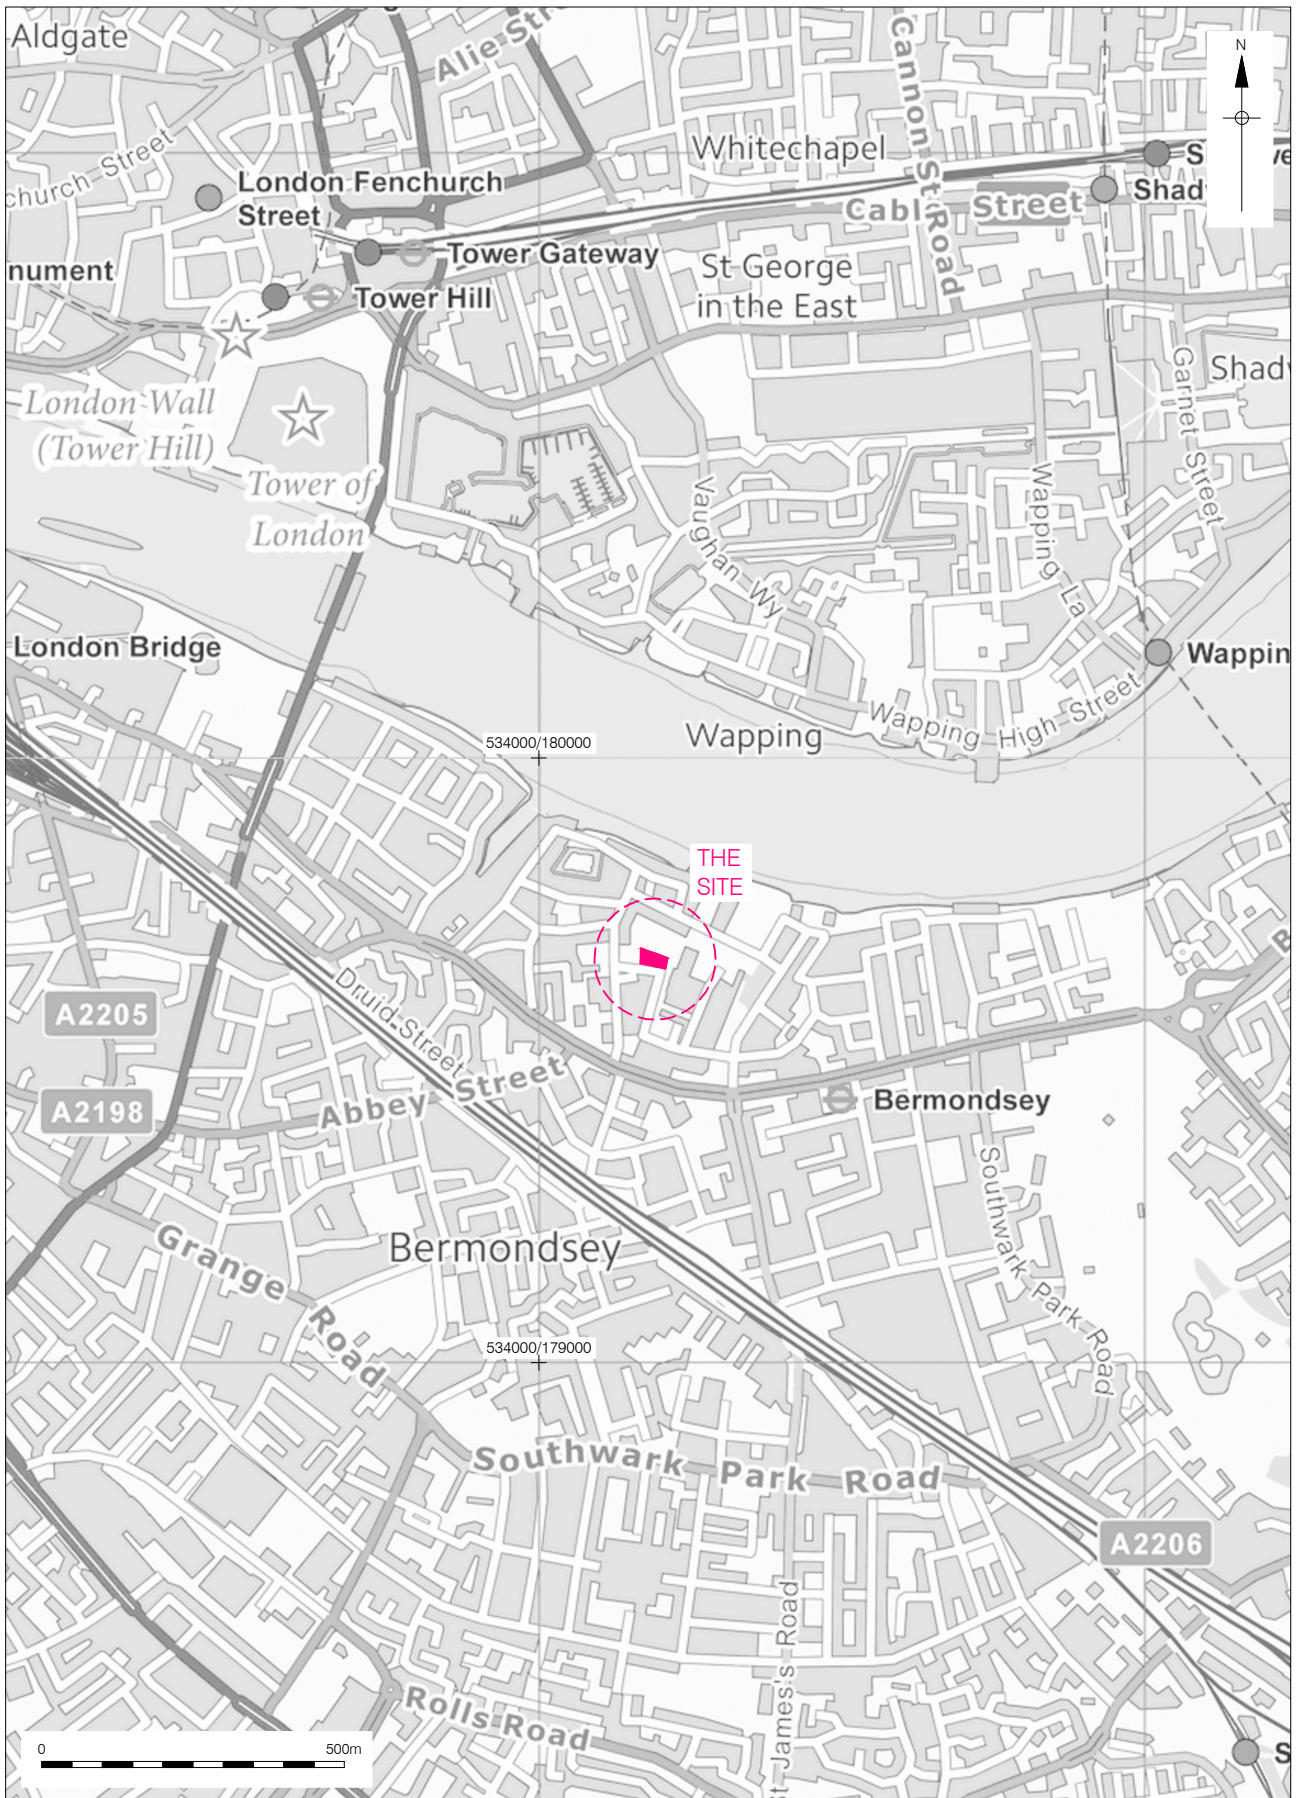 Aldgate
Alie Str
Cannon St Road
N
church Street
Whitechapel
London Fenchurch
Street
Shad
Cabl Street
nument
Tower Gateway
St George
in the East
Tower Hill
London Wall
(Tower Hill)
Garnet Street
Shad
Tower of
London
Vaughan Wy
Wapping La
London Bridge
Wappin
Wapping High Street
Wapping
534000/180000
THE
SITE
B
A2205
Druid Street
A2198
Abbey Street
Bermondsey
Southwark Park Road
Grange Road
Bermondsey
534000/179000
Southwark Park Road
A2206
St James's Road
Rolls Road
0 500m
S